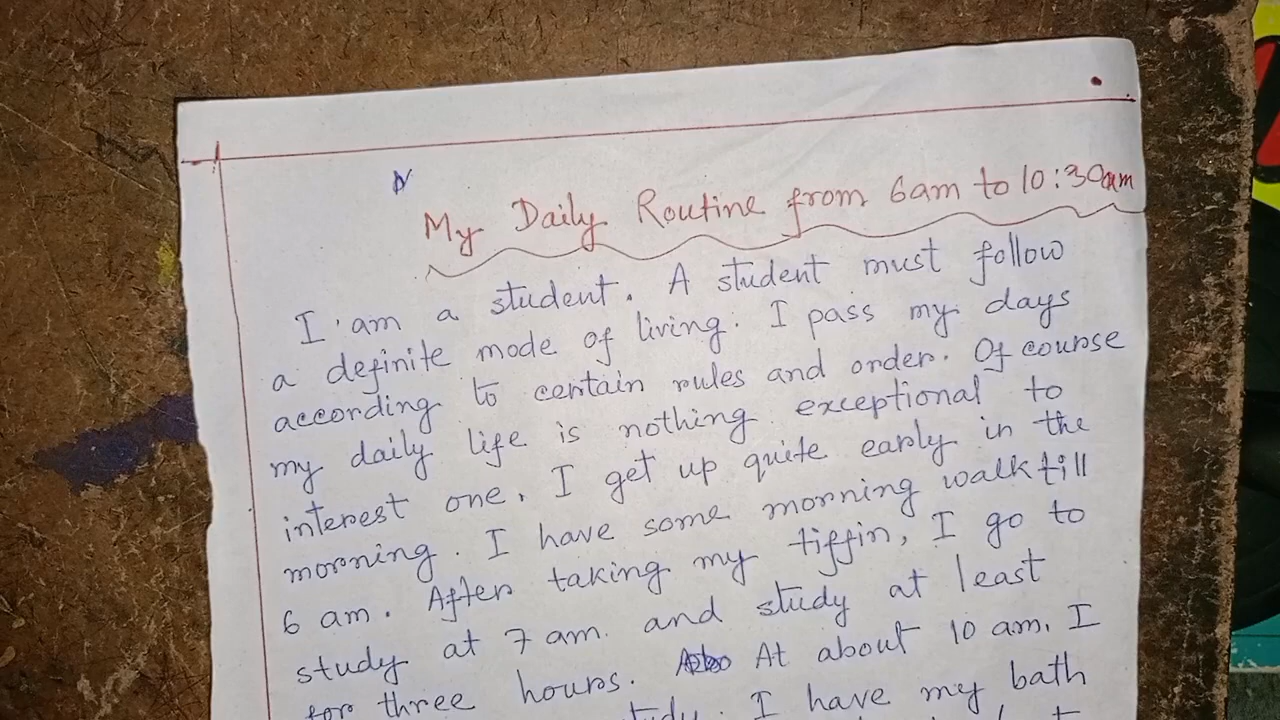 My Daily Routine from 6am to 10:30am
I am a student. A student must follow
a definite mode of living. I pass my days
according to certain rules and order. Of course
my daily life is nothing exceptional to
interest one. I get up quite early in the
morning. I have some morning walk till
6 am. After taking my tiffin, I go to
study at 7 am. and study at least
for three hours. At about 10 am. I
study. I have my bath